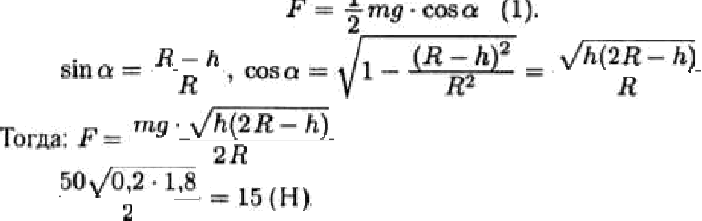 F = 1/2 mg · cos α (1).
sin α = (R − h)/R, cos α = √(1 − (R − h)²/R²) = √(h(2R − h))/R
Тогда: F = mg · √(h(2R − h))/(2R)
50√(0,2 · 1,8)/2 = 15 (Н)